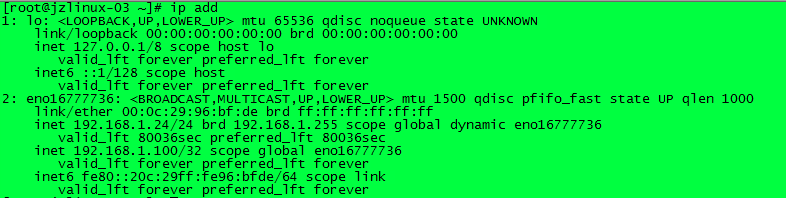 [root@jzlinux-03 ~]# ip add
1: lo: <LOOPBACK,UP,LOWER_UP> mtu 65536 qdisc noqueue state UNKNOWN
link/loopback 00:00:00:00:00:00 brd 00:00:00:00:00:00
inet 127.0.0.1/8 scope host lo
valid_lft forever preferred_lft forever
inet6 ::1/128 scope host
valid_lft forever preferred_lft forever
2: eno16777736: <BROADCAST,MULTICAST,UP,LOWER_UP> mtu 1500 qdisc pfifo_fast state UP qlen 1000
link/ether 00:0c:29:96:bf:de brd ff:ff:ff:ff:ff:ff
inet 192.168.1.24/24 brd 192.168.1.255 scope global dynamic eno16777736
valid_lft 80036sec preferred_lft 80036sec
inet 192.168.1.100/32 scope global eno16777736
valid_lft forever preferred_lft forever
inet6 fe80::20c:29ff:fe96:bfde/64 scope link
valid_lft forever preferred_lft forever